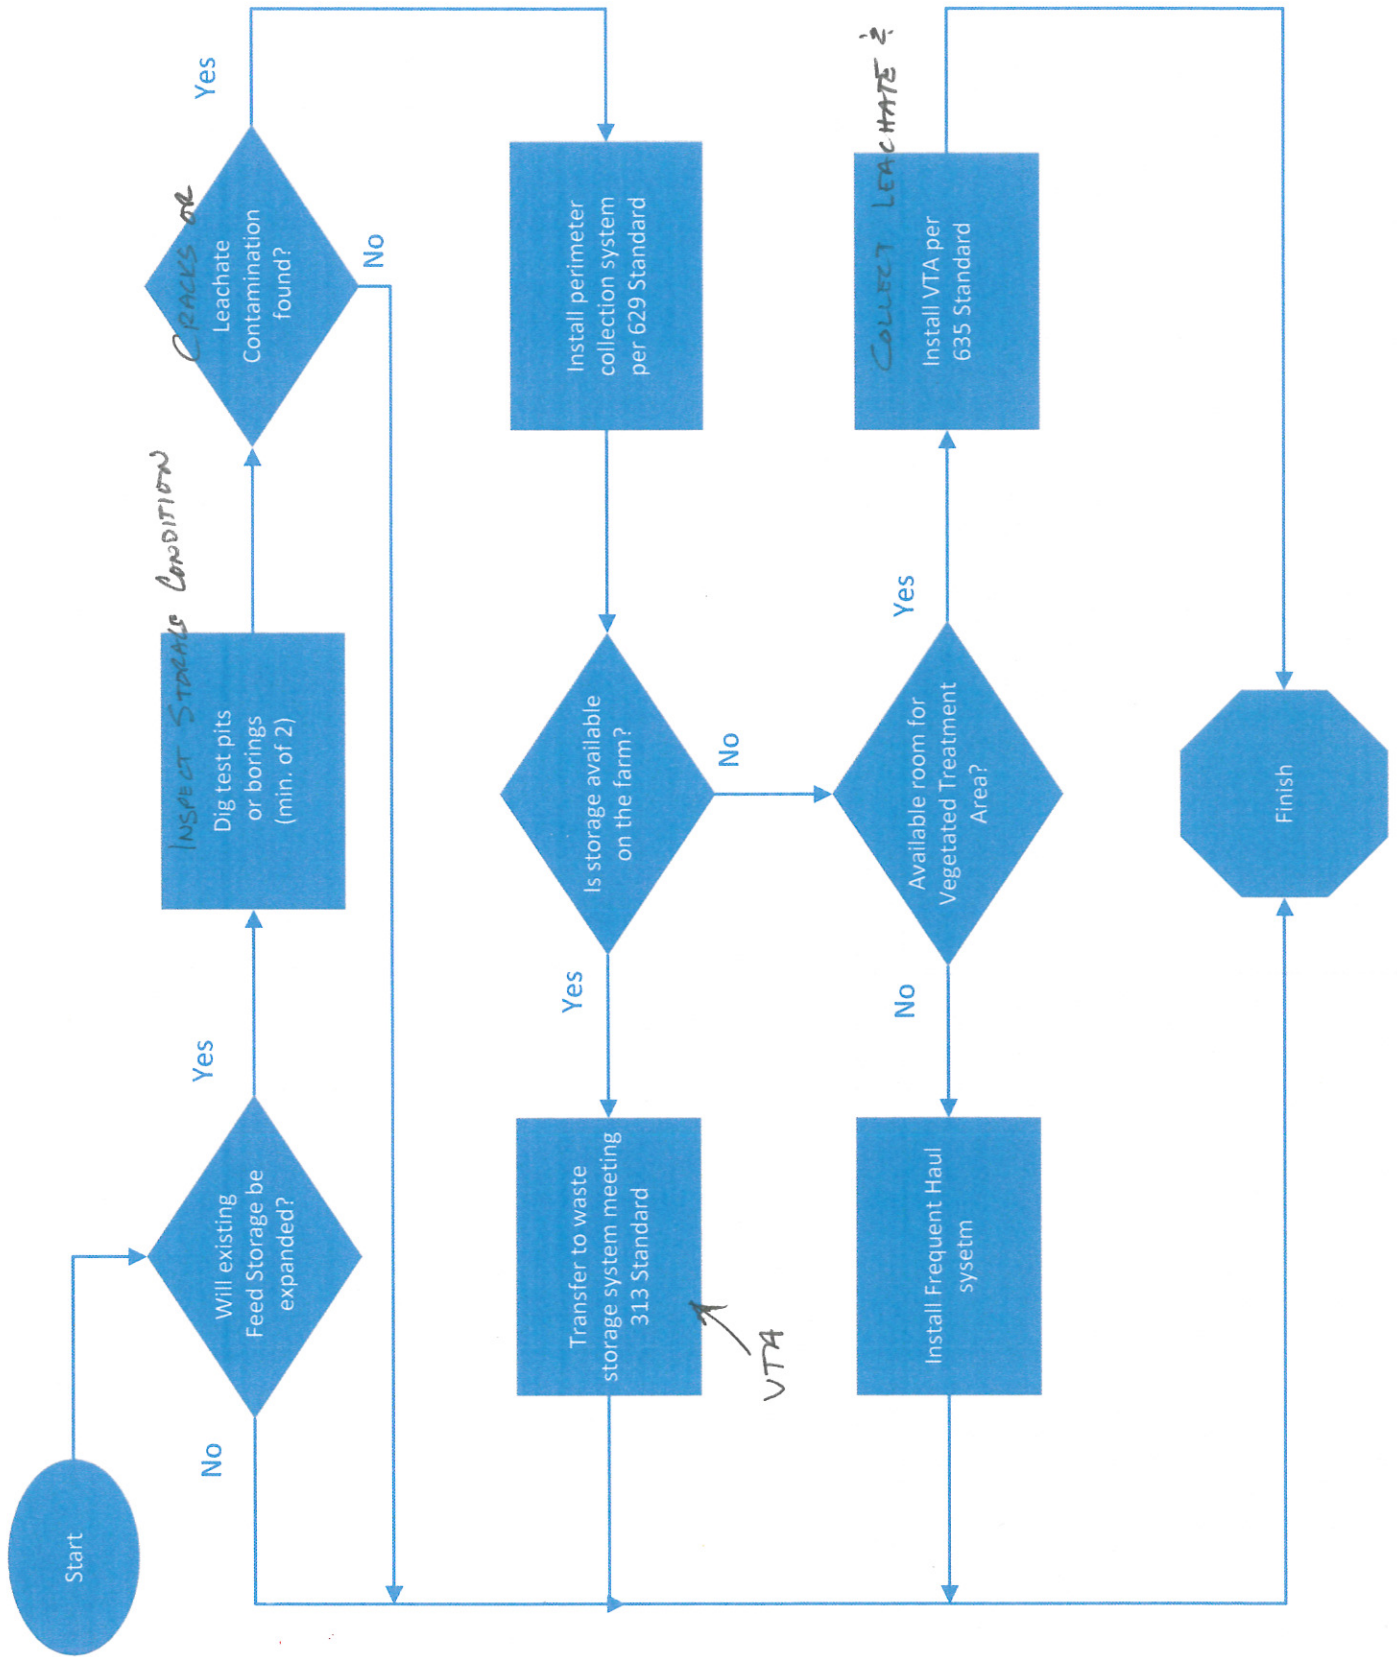 Start
No
Will existing
Feed Storage be
expanded?
Yes
INSPECT STORAGE CONDITION
Dig test pits
or borings
(min. of 2)
CRACKS OR
Leachate
Contamination
found?
Yes
No
Transfer to waste
storage system meeting
313 Standard
VTA
Yes
Is storage available
on the farm?
No
Install perimeter
collection system
per 629 Standard
Install Frequent Haul
sysetm
No
Available room for
Vegetated Treatment
Area?
Yes
COLLECT LEACHATE &
Install VTA per
635 Standard
Finish